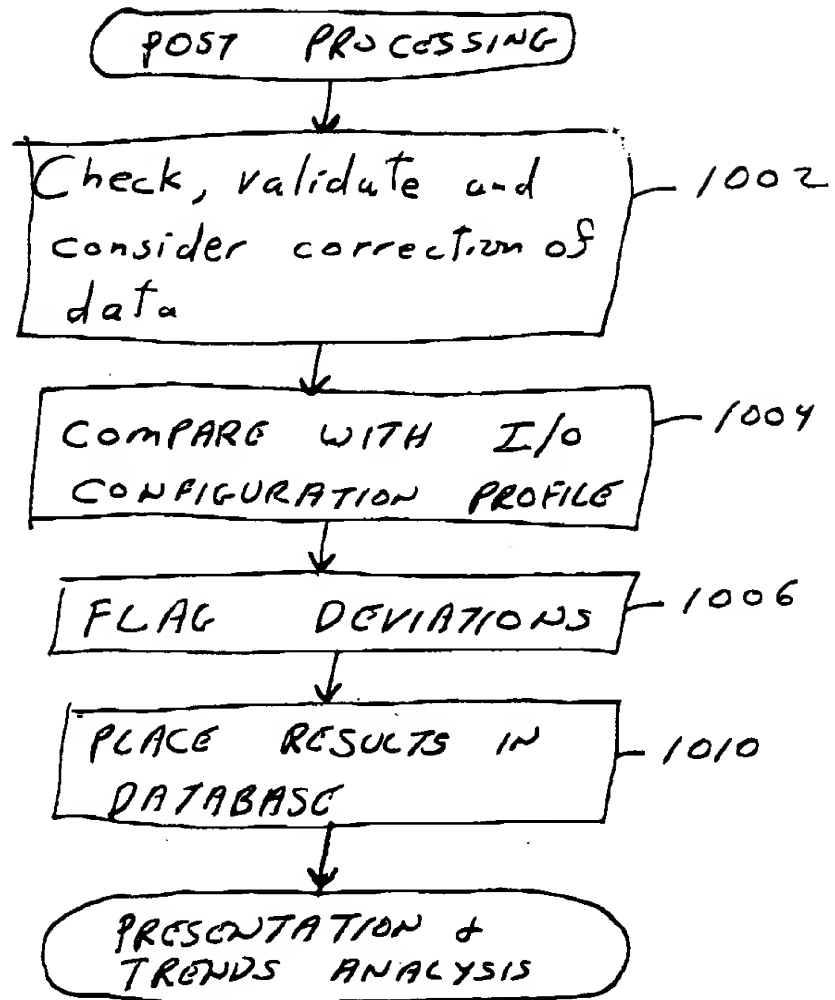 POST PROCESSING
Check, validate and
1002
consider correction of
data
COMPARE WITH I/O
1004
CONFIGURATION PROFILE
FLAG DEVIATIONS
1006
PLACE RESULTS IN
1010
DATABASE
PRESENTATION &
TRENDS ANALYSIS